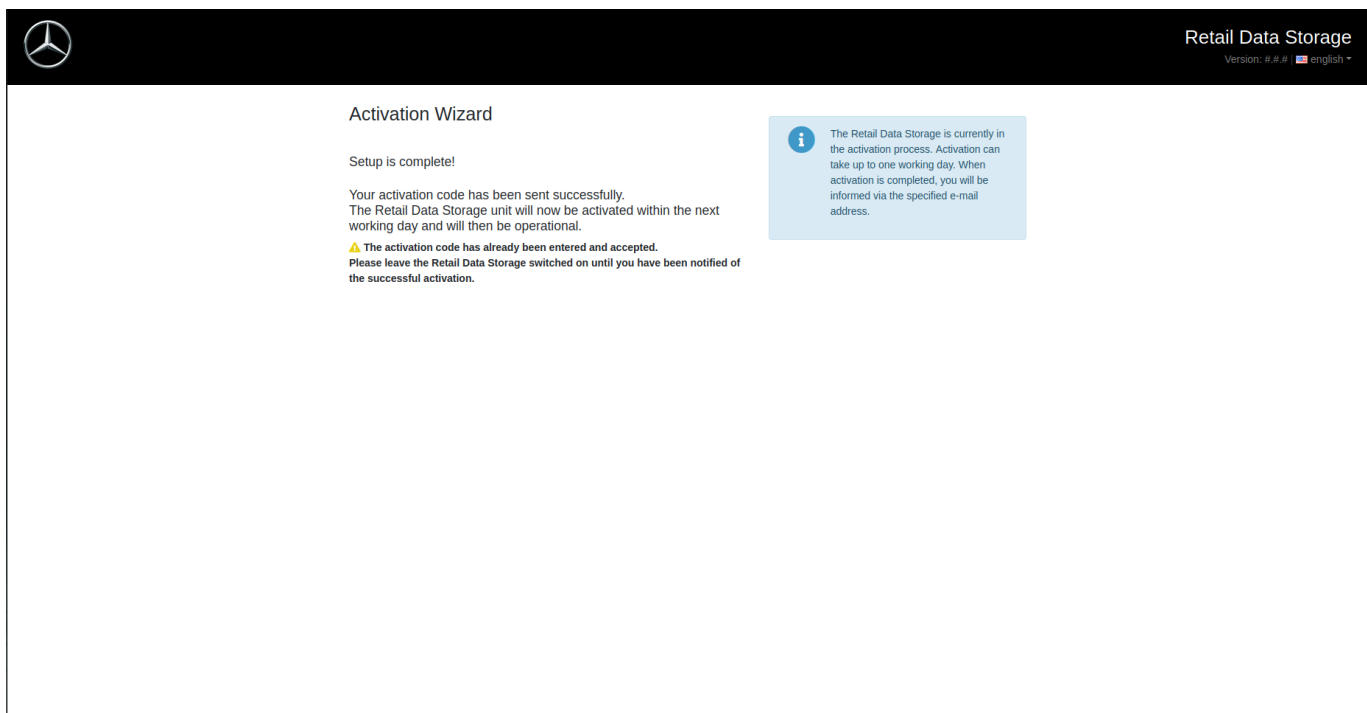 Retail Data Storage
Version: #.#.# | english
Activation Wizard
Setup is complete!
Your activation code has been sent successfully.
The Retail Data Storage unit will now be activated within the next
working day and will then be operational.
The activation code has already been entered and accepted.
Please leave the Retail Data Storage switched on until you have been notified of
the successful activation.
The Retail Data Storage is currently in
the activation process. Activation can
take up to one working day. When
activation is completed, you will be
informed via the specified e-mail
address.